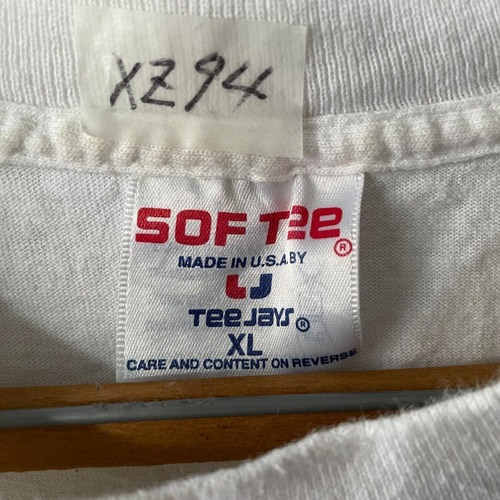 XZ94
SOF Tee ®
MADE IN U.S.A. BY
TeeJays ®
XL
CARE AND CONTENT ON REVERSE